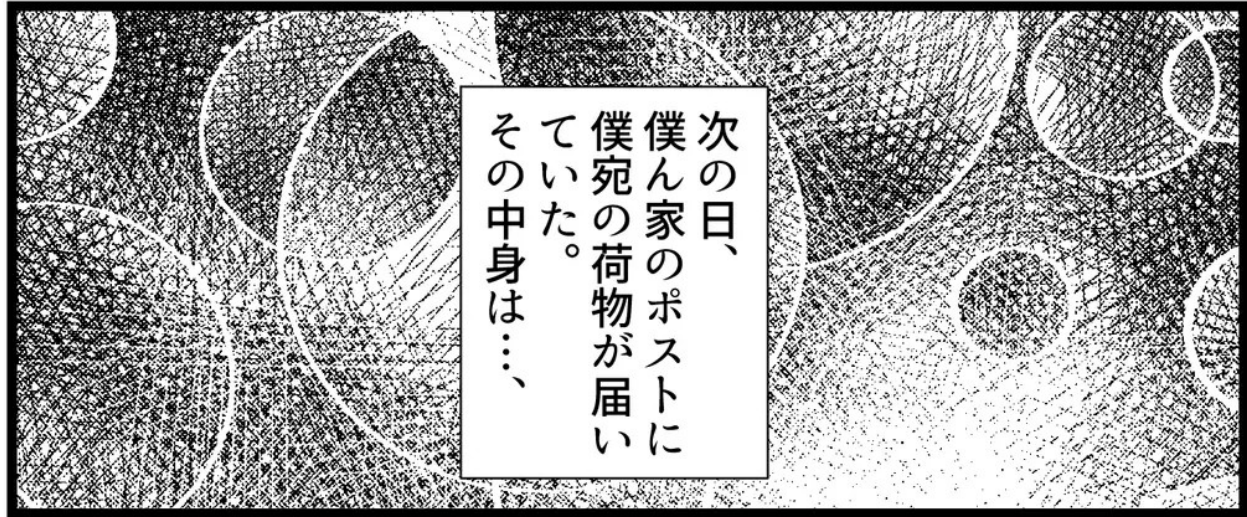 次の日、
僕ん家のポストに
僕宛の荷物が届い
ていた。
その中身は…、